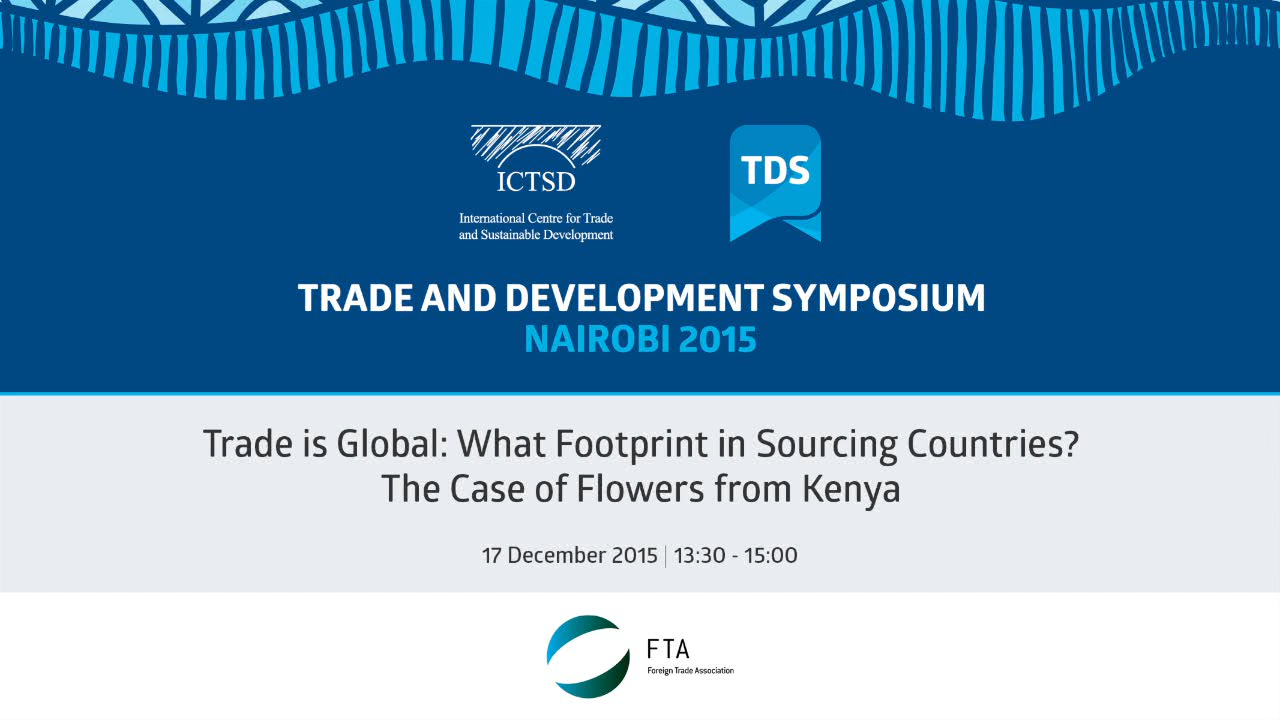 ICTSD
International Centre for Trade
and Sustainable Development
TDS
TRADE AND DEVELOPMENT SYMPOSIUM
NAIROBI 2015
Trade is Global: What Footprint in Sourcing Countries?
The Case of Flowers from Kenya
17 December 2015 | 13:30 - 15:00
FTA
Foreign Trade Association